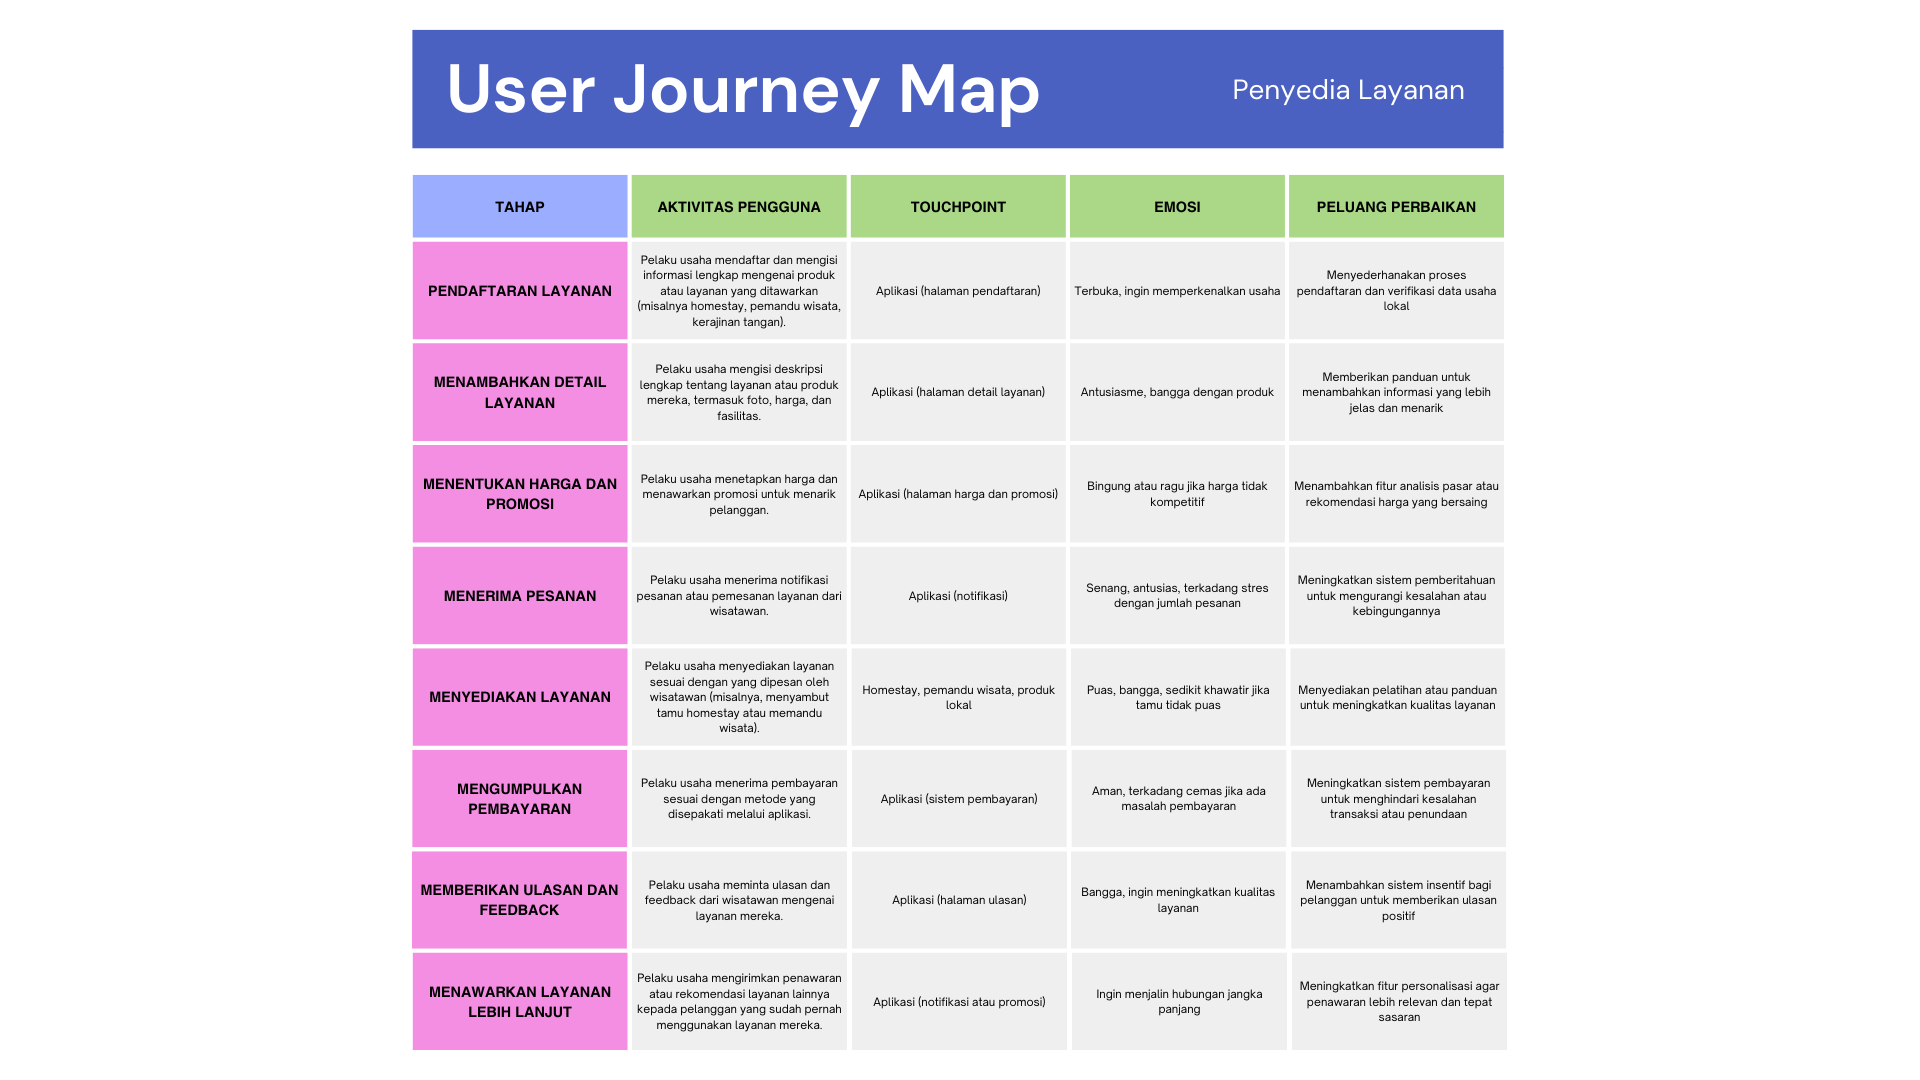 User Journey Map
Penyedia Layanan
TAHAP
AKTIVITAS PENGGUNA
TOUCHPOINT
EMOSI
PELUANG PERBAIKAN
PENDAFTARAN LAYANAN
Pelaku usaha mendaftar dan mengisi
informasi lengkap mengenai produk
atau layanan yang ditawarkan
(misalnya homestay, pemandu wisata,
kerajinan tangan).
Aplikasi (halaman pendaftaran)
Terbuka, ingin memperkenalkan usaha
Menyederhanakan proses
pendaftaran dan verifikasi data usaha
lokal
MENAMBAHKAN DETAIL
LAYANAN
Pelaku usaha mengisi deskripsi
lengkap tentang layanan atau produk
mereka, termasuk foto, harga, dan
fasilitas.
Aplikasi (halaman detail layanan)
Antusiasme, bangga dengan produk
Memberikan panduan untuk
menambahkan informasi yang lebih
jelas dan menarik
MENENTUKAN HARGA DAN
PROMOSI
Pelaku usaha menetapkan harga dan
menawarkan promosi untuk menarik
pelanggan.
Aplikasi (halaman harga dan promosi)
Bingung atau ragu jika harga tidak
kompetitif
Menambahkan fitur analisis pasar atau
rekomendasi harga yang bersaing
MENERIMA PESANAN
Pelaku usaha menerima notifikasi
pesanan atau pemesanan layanan dari
wisatawan.
Aplikasi (notifikasi)
Senang, antusias, terkadang stres
dengan jumlah pesanan
Meningkatkan sistem pemberitahuan
untuk mengurangi kesalahan atau
kebingungannya
MENYEDIAKAN LAYANAN
Pelaku usaha menyediakan layanan
sesuai dengan yang dipesan oleh
wisatawan (misalnya, menyambut
tamu homestay atau memandu
wisata).
Homestay, pemandu wisata, produk
lokal
Puas, bangga, sedikit khawatir jika
tamu tidak puas
Menyediakan pelatihan atau panduan
untuk meningkatkan kualitas layanan
MENGUMPULKAN
PEMBAYARAN
Pelaku usaha menerima pembayaran
sesuai dengan metode yang
disepakati melalui aplikasi.
Aplikasi (sistem pembayaran)
Aman, terkadang cemas jika ada
masalah pembayaran
Meningkatkan sistem pembayaran
untuk menghindari kesalahan
transaksi atau penundaan
MEMBERIKAN ULASAN DAN
FEEDBACK
Pelaku usaha meminta ulasan dan
feedback dari wisatawan mengenai
layanan mereka.
Aplikasi (halaman ulasan)
Bangga, ingin meningkatkan kualitas
layanan
Menambahkan sistem insentif bagi
pelanggan untuk memberikan ulasan
positif
MENAWARKAN LAYANAN
LEBIH LANJUT
Pelaku usaha mengirimkan penawaran
atau rekomendasi layanan lainnya
kepada pelanggan yang sudah pernah
menggunakan layanan mereka.
Aplikasi (notifikasi atau promosi)
Ingin menjalin hubungan jangka
panjang
Meningkatkan fitur personalisasi agar
penawaran lebih relevan dan tepat
sasaran